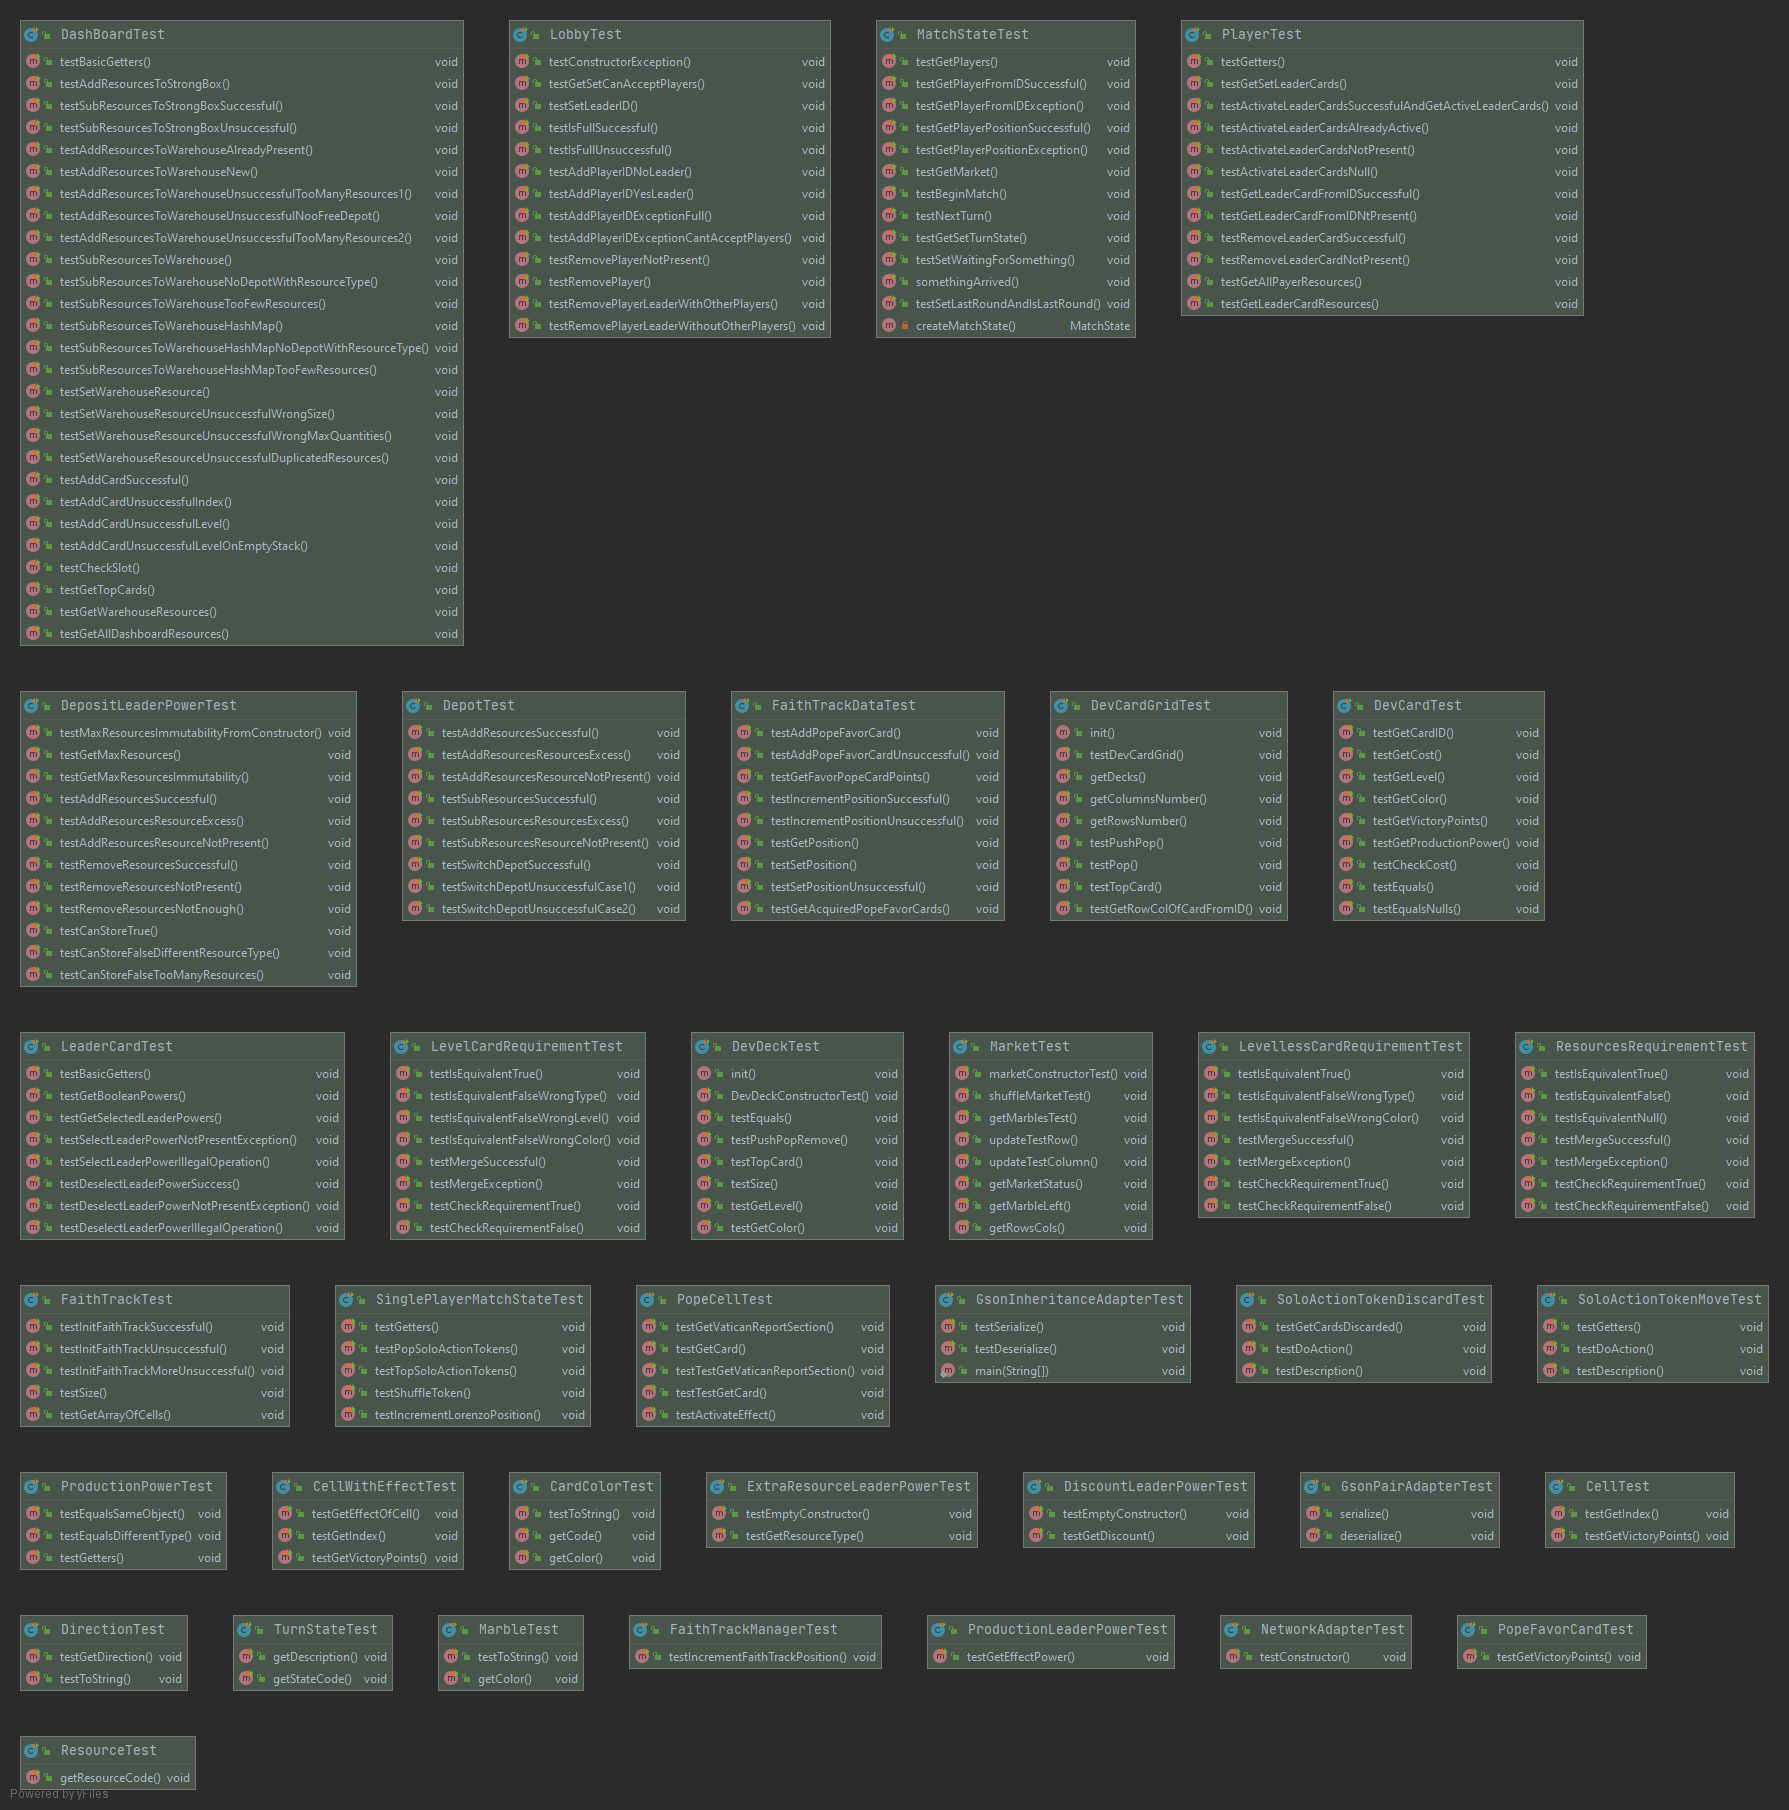 DashBoardTest
testBasicGetters() void
testAddResourcesToStrongBox() void
testSubResourcesToStrongBoxSuccessful() void
testSubResourcesToStrongBoxUnsuccessful() void
testAddResourcesToWarehouseAlreadyPresent() void
testAddResourcesToWarehouseNew() void
testAddResourcesToWarehouseUnsuccessfulTooManyResources1() void
testAddResourcesToWarehouseUnsuccessfulNooFreeDepot() void
testAddResourcesToWarehouseUnsuccessfulTooManyResources2() void
testSubResourcesToWarehouse() void
testSubResourcesToWarehouseNoDepotWithResourceType() void
testSubResourcesToWarehouseTooFewResources() void
testSubResourcesToWarehouseHashMap() void
testSubResourcesToWarehouseHashMapNoDepotWithResourceType() void
testSubResourcesToWarehouseHashMapTooFewResources() void
testSetWarehouseResource() void
testSetWarehouseResourceUnsuccessfulWrongSize() void
testSetWarehouseResourceUnsuccessfulWrongMaxQuantities() void
testSetWarehouseResourceUnsuccessfulDuplicatedResources() void
testAddCardSuccessful() void
testAddCardUnsuccessfulIndex() void
testAddCardUnsuccessfulLevel() void
testAddCardUnsuccessfulLevelOnEmptyStack() void
testCheckSlot() void
testGetTopCards() void
testGetWarehouseResources() void
testGetAllDashboardResources() void
LobbyTest
testConstructorException() void
testGetSetCanAcceptPlayers() void
testSetLeaderID() void
testIsFullSuccessful() void
testIsFullUnsuccessful() void
testAddPlayerIDNoLeader() void
testAddPlayerIDYesLeader() void
testAddPlayerIDExceptionFull() void
testAddPlayerIDExceptionCantAcceptPlayers() void
testRemovePlayerNotPresent() void
testRemovePlayer() void
testRemovePlayerLeaderWithOtherPlayers() void
testRemovePlayerLeaderWithoutOtherPlayers() void
MatchStateTest
testGetPlayers() void
testGetPlayerFromIDSuccessful() void
testGetPlayerFromIDException() void
testGetPlayerPositionSuccessful() void
testGetPlayerPositionException() void
testGetMarket() void
testBeginMatch() void
testNextTurn() void
testGetSetTurnState() void
testSetWaitingForSomething() void
somethingArrived() void
testSetLastRoundAndIsLastRound() void
createMatchState() MatchState
PlayerTest
testGetters() void
testGetSetLeaderCards() void
testActivateLeaderCardsSuccessfulAndGetActiveLeaderCards() void
testActivateLeaderCardsAlreadyActive() void
testActivateLeaderCardsNotPresent() void
testActivateLeaderCardsNull() void
testGetLeaderCardFromIDSuccessful() void
testGetLeaderCardFromIDNtPresent() void
testRemoveLeaderCardSuccessful() void
testRemoveLeaderCardNotPresent() void
testGetAllPayerResources() void
testGetLeaderCardResources() void
DepositLeaderPowerTest
testMaxResourcesImmutabilityFromConstructor() void
testGetMaxResources() void
testGetMaxResourcesImmutability() void
testAddResourcesSuccessful() void
testAddResourcesResourceExcess() void
testAddResourcesResourceNotPresent() void
testRemoveResourcesSuccessful() void
testRemoveResourcesNotPresent() void
testRemoveResourcesNotEnough() void
testCanStoreTrue() void
testCanStoreFalseDifferentResourceType() void
testCanStoreFalseTooManyResources() void
DepotTest
testAddResourcesSuccessful() void
testAddResourcesResourcesExcess() void
testAddResourcesResourceNotPresent() void
testSubResourcesSuccessful() void
testSubResourcesResourcesExcess() void
testSubResourcesResourceNotPresent() void
testSwitchDepotSuccessful() void
testSwitchDepotUnsuccessfulCase1() void
testSwitchDepotUnsuccessfulCase2() void
FaithTrackDataTest
testAddPopeFavorCard() void
testAddPopeFavorCardUnsuccessful() void
testGetFavorPopeCardPoints() void
testIncrementPositionSuccessful() void
testIncrementPositionUnsuccessful() void
testGetPosition() void
testSetPosition() void
testSetPositionUnsuccessful() void
testGetAcquiredPopeFavorCards() void
DevCardGridTest
init() void
testDevCardGrid() void
getDecks() void
getColumnsNumber() void
getRowsNumber() void
testPushPop() void
testPop() void
testTopCard() void
testGetRowColOfCardFromID() void
DevCardTest
testGetCardID() void
testGetCost() void
testGetLevel() void
testGetColor() void
testGetVictoryPoints() void
testGetProductionPower() void
testCheckCost() void
testEquals() void
testEqualsNulls() void
LeaderCardTest
testBasicGetters() void
testGetBooleanPowers() void
testGetSelectedLeaderPowers() void
testSelectLeaderPowerNotPresentException() void
testSelectLeaderPowerIllegalOperation() void
testDeselectLeaderPowerSuccess() void
testDeselectLeaderPowerNotPresentException() void
testDeselectLeaderPowerIllegalOperation() void
LevelCardRequirementTest
testIsEquivalentTrue() void
testIsEquivalentFalseWrongType() void
testIsEquivalentFalseWrongLevel() void
testIsEquivalentFalseWrongColor() void
testMergeSuccessful() void
testMergeException() void
testCheckRequirementTrue() void
testCheckRequirementFalse() void
DevDeckTest
init() void
DevDeckConstructorTest() void
testEquals() void
testPushPopRemove() void
testTopCard() void
testSize() void
testGetLevel() void
testGetColor() void
MarketTest
marketConstructorTest() void
shuffleMarketTest() void
getMarblesTest() void
updateTestRow() void
updateTestColumn() void
getMarketStatus() void
getMarbleLeft() void
getRowsCols() void
LevellessCardRequirementTest
testIsEquivalentTrue() void
testIsEquivalentFalseWrongType() void
testIsEquivalentFalseWrongColor() void
testMergeSuccessful() void
testMergeException() void
testCheckRequirementTrue() void
testCheckRequirementFalse() void
ResourcesRequirementTest
testIsEquivalentTrue() void
testIsEquivalentFalse() void
testIsEquivalentNull() void
testMergeSuccessful() void
testMergeException() void
testCheckRequirementTrue() void
testCheckRequirementFalse() void
FaithTrackTest
testInitFaithTrackSuccessful() void
testInitFaithTrackUnsuccessful() void
testInitFaithTrackMoreUnsuccessful() void
testSize() void
testGetArrayOfCells() void
SinglePlayerMatchStateTest
testGetters() void
testPopSoloActionTokens() void
testTopSoloActionTokens() void
testShuffleToken() void
testIncrementLorenzoPosition() void
PopeCellTest
testGetVaticanReportSection() void
testGetCard() void
testTestGetVaticanReportSection() void
testTestGetCard() void
testActivateEffect() void
GsonInheritanceAdapterTest
testSerialize() void
testDeserialize() void
main(String[]) void
SoloActionTokenDiscardTest
testGetCardsDiscarded() void
testDoAction() void
testDescription() void
SoloActionTokenMoveTest
testGetters() void
testDoAction() void
testDescription() void
ProductionPowerTest
testEqualsSameObject() void
testEqualsDifferentType() void
testGetters() void
CellWithEffectTest
testGetEffectOfCell() void
testGetIndex() void
testGetVictoryPoints() void
CardColorTest
testToString() void
getCode() void
getColor() void
ExtraResourceLeaderPowerTest
testEmptyConstructor() void
testGetResourceType() void
DiscountLeaderPowerTest
testEmptyConstructor() void
testGetDiscount() void
GsonPairAdapterTest
serialize() void
deserialize() void
CellTest
testGetIndex() void
testGetVictoryPoints() void
DirectionTest
testGetDirection() void
testToString() void
TurnStateTest
getDescription() void
getStateCode() void
MarbleTest
testToString() void
getColor() void
FaithTrackManagerTest
testIncrementFaithTrackPosition() void
ProductionLeaderPowerTest
testGetEffectPower() void
NetworkAdapterTest
testConstructor() void
PopeFavorCardTest
testGetVictoryPoints() void
ResourceTest
getResourceCode() void
Powered by yFiles